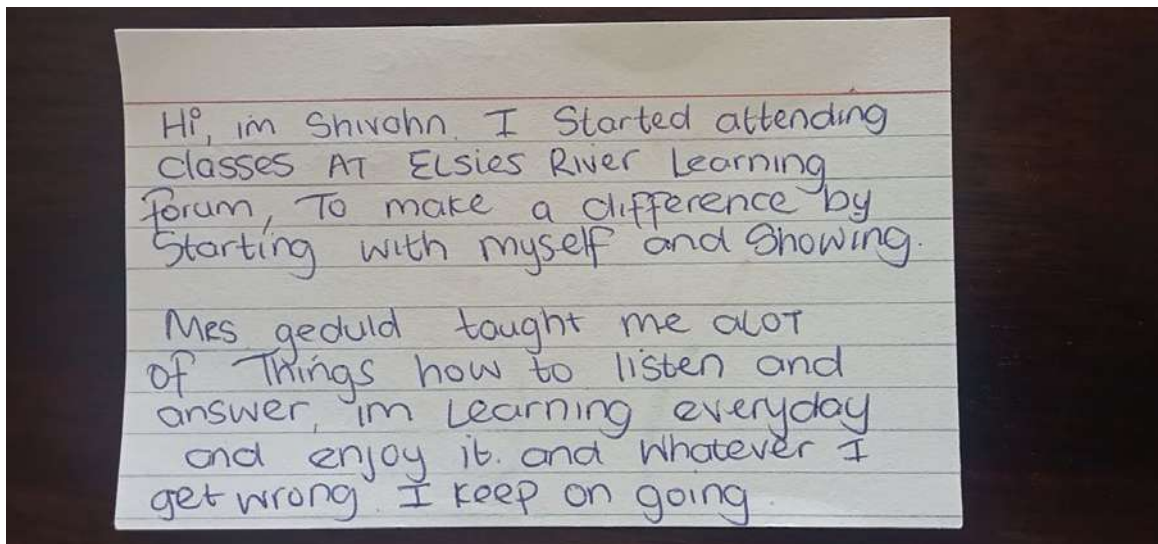 Hi, im Shivohn. I Started attending
classes AT ELSies RIVer Learning
forum, To make a difference by
Starting with myself and Showing.
Mrs geduld taught me aLOT
of Things how to listen and
answer, im Learning everyday
and enjoy it. and Whatever I
get wrong. I keep on going.